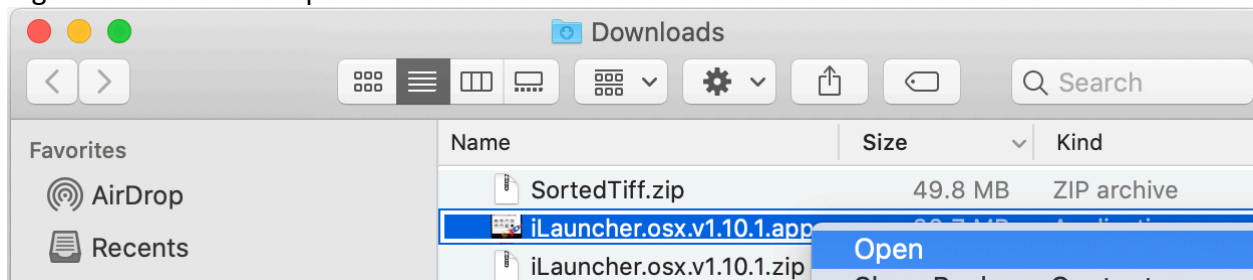 Downloads
Search
Favorites
Name Size Kind
AirDrop
SortedTiff.zip 49.8 MB ZIP archive
iLauncher.osx.v1.10.1.app
Recents
Open
iLauncher.osx.v1.10.1.zip